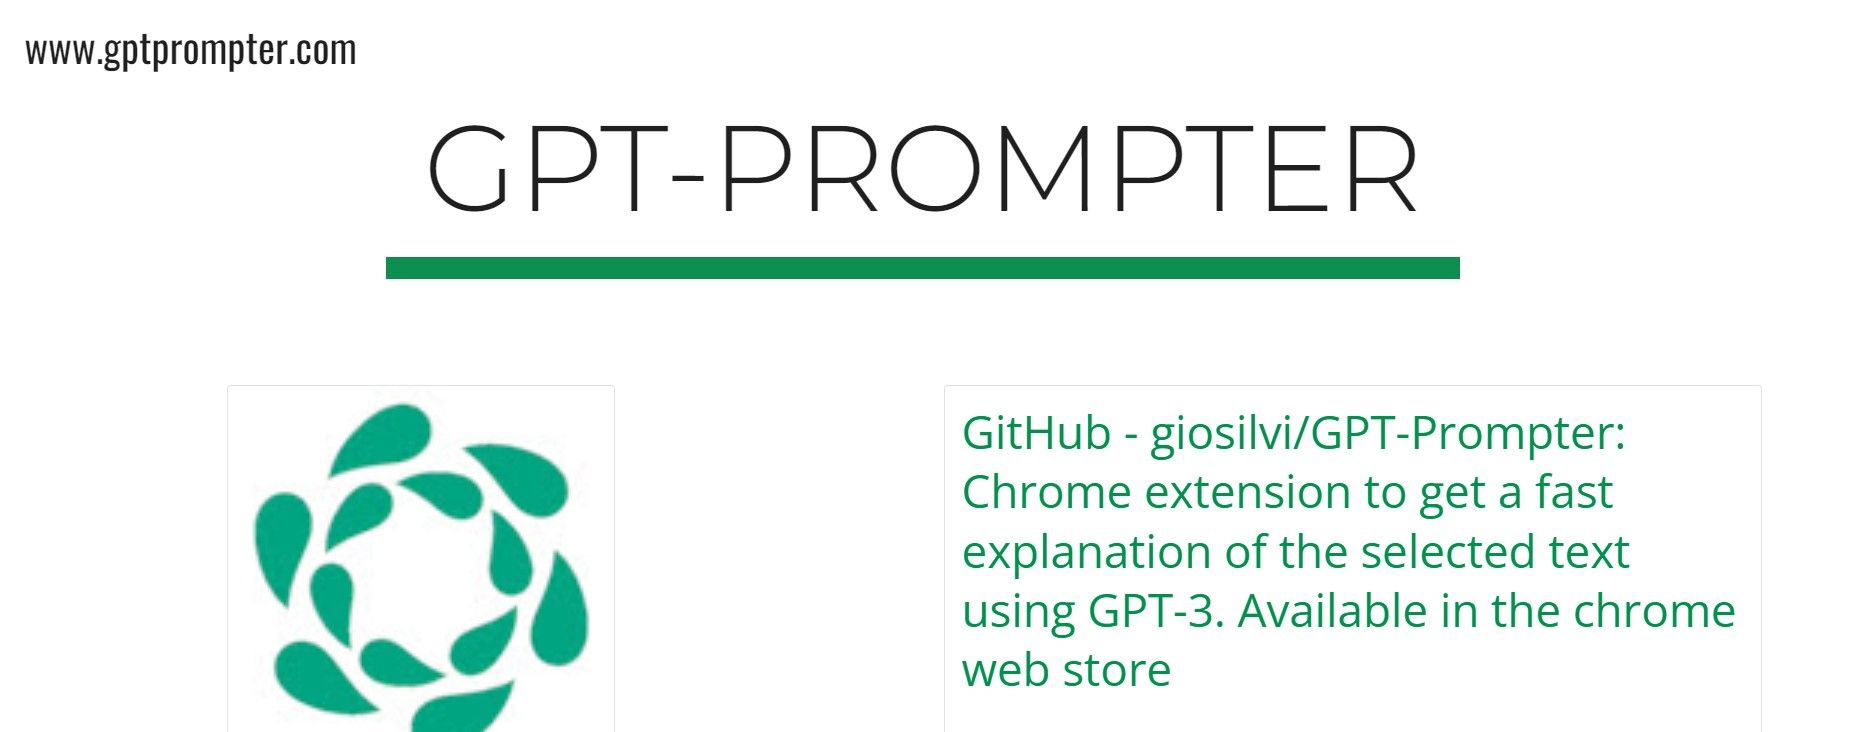 www.gptprompter.com
GPT-PROMPTER
GitHub - giosilvi/GPT-Prompter:
Chrome extension to get a fast
explanation of the selected text
using GPT-3. Available in the chrome
web store